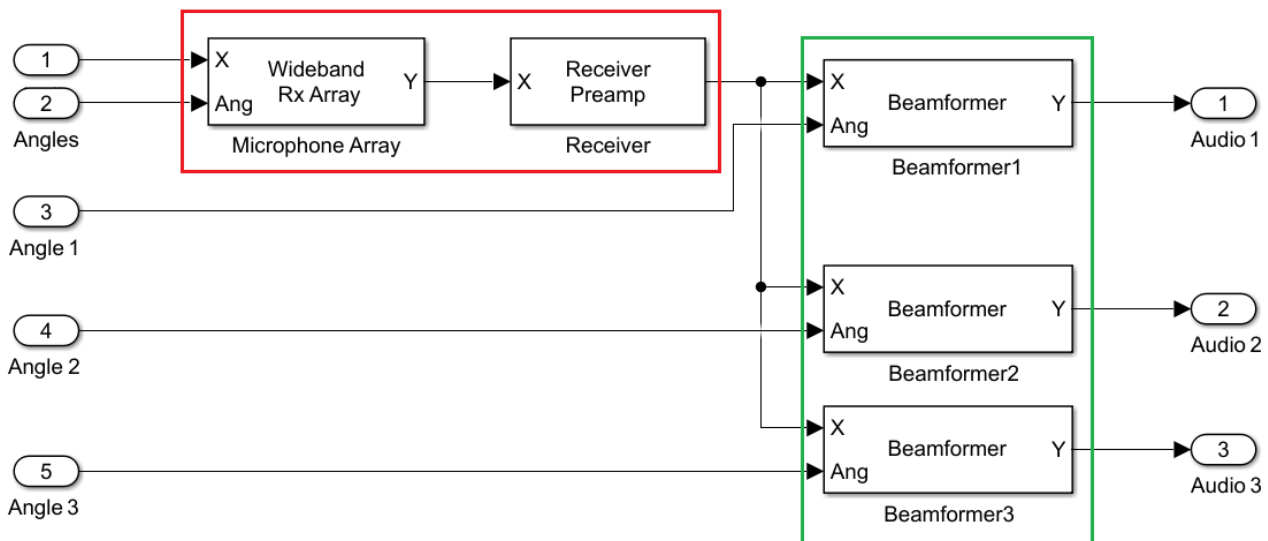 1
X
Wideband
Rx Array
Y
X
Receiver
Preamp
2
Ang
Angles
Microphone Array
Receiver
X
Beamformer
Y
Ang
Beamformer1
1
Audio 1
3
Angle 1
X
Beamformer
Y
Ang
Beamformer2
2
Audio 2
4
Angle 2
X
Beamformer
Y
Ang
Beamformer3
3
Audio 3
5
Angle 3